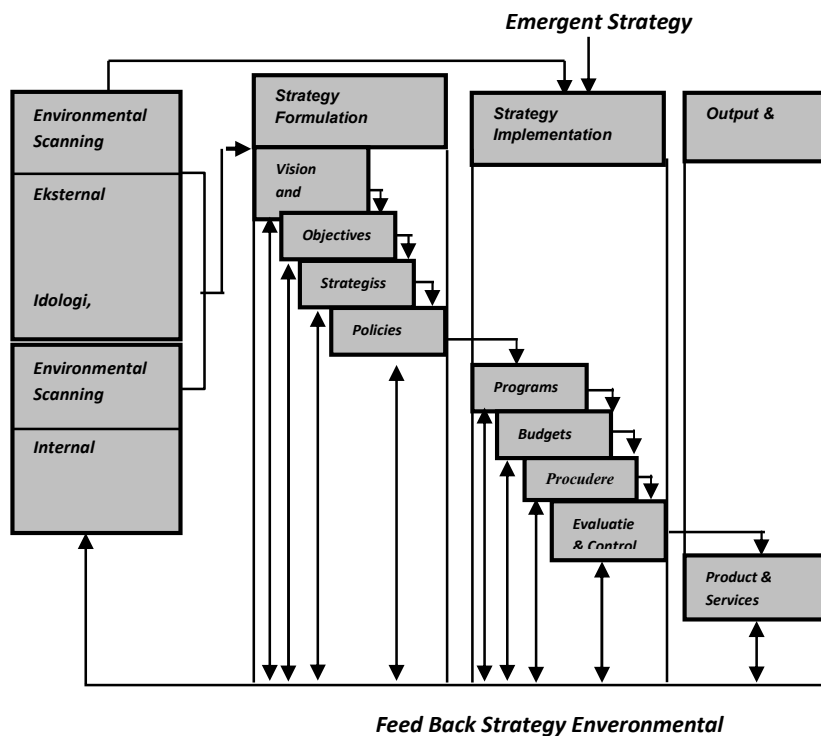 Emergent Strategy
Environmental
Scanning
Eksternal
Idologi,
Environmental
Scanning
Internal
Strategy
Formulation
Vision
and
Objectives
Strategiss
Policies
Strategy
Implementation
Programs
Budgets
Procudere
Evaluatie
& Control
Output &
Product &
Services
Feed Back Strategy Enveronmental